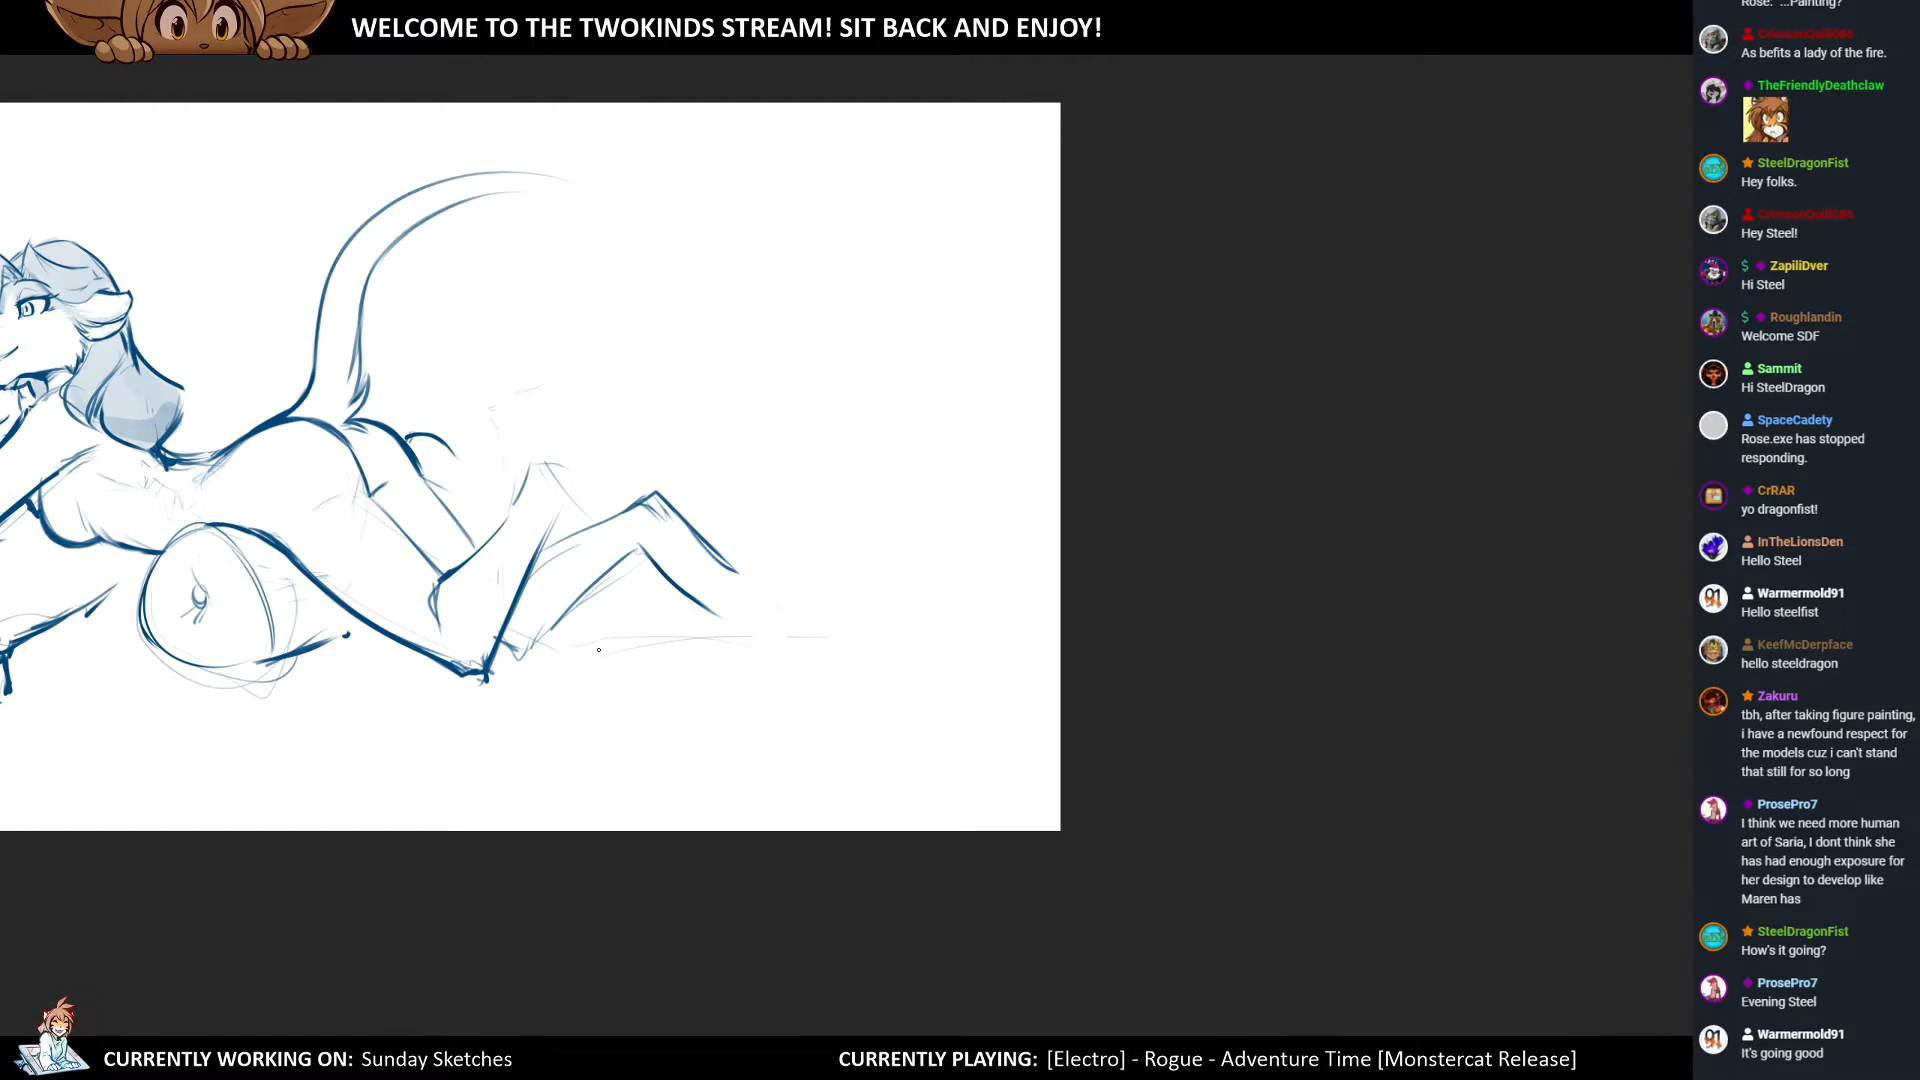 WELCOME TO THE TWOKINDS STREAM! SIT BACK AND ENJOY!
Rose: "...Painting?
CrimsonQuill086
As befits a lady of the fire.
TheFriendlyDeathclaw
SteelDragonFist
Hey folks.
CrimsonQuill086
Hey Steel!
$ ZapiliDver
Hi Steel
$ Roughlandin
Welcome SDF
Sammit
Hi SteelDragon
SpaceCadety
Rose.exe has stopped
responding.
CrRAR
yo dragonfist!
InTheLionsDen
Hello Steel
Warmermold91
Hello steelfist
KeefMcDerpface
hello steeldragon
Zakuru
tbh, after taking figure painting,
i have a newfound respect for
the models cuz i can't stand
that still for so long
ProsePro7
I think we need more human
art of Saria, I dont think she
has had enough exposure for
her design to develop like
Maren has
SteelDragonFist
How's it going?
ProsePro7
Evening Steel
Warmermold91
It's going good
CURRENTLY WORKING ON: Sunday Sketches
CURRENTLY PLAYING: [Electro] - Rogue - Adventure Time [Monstercat Release]